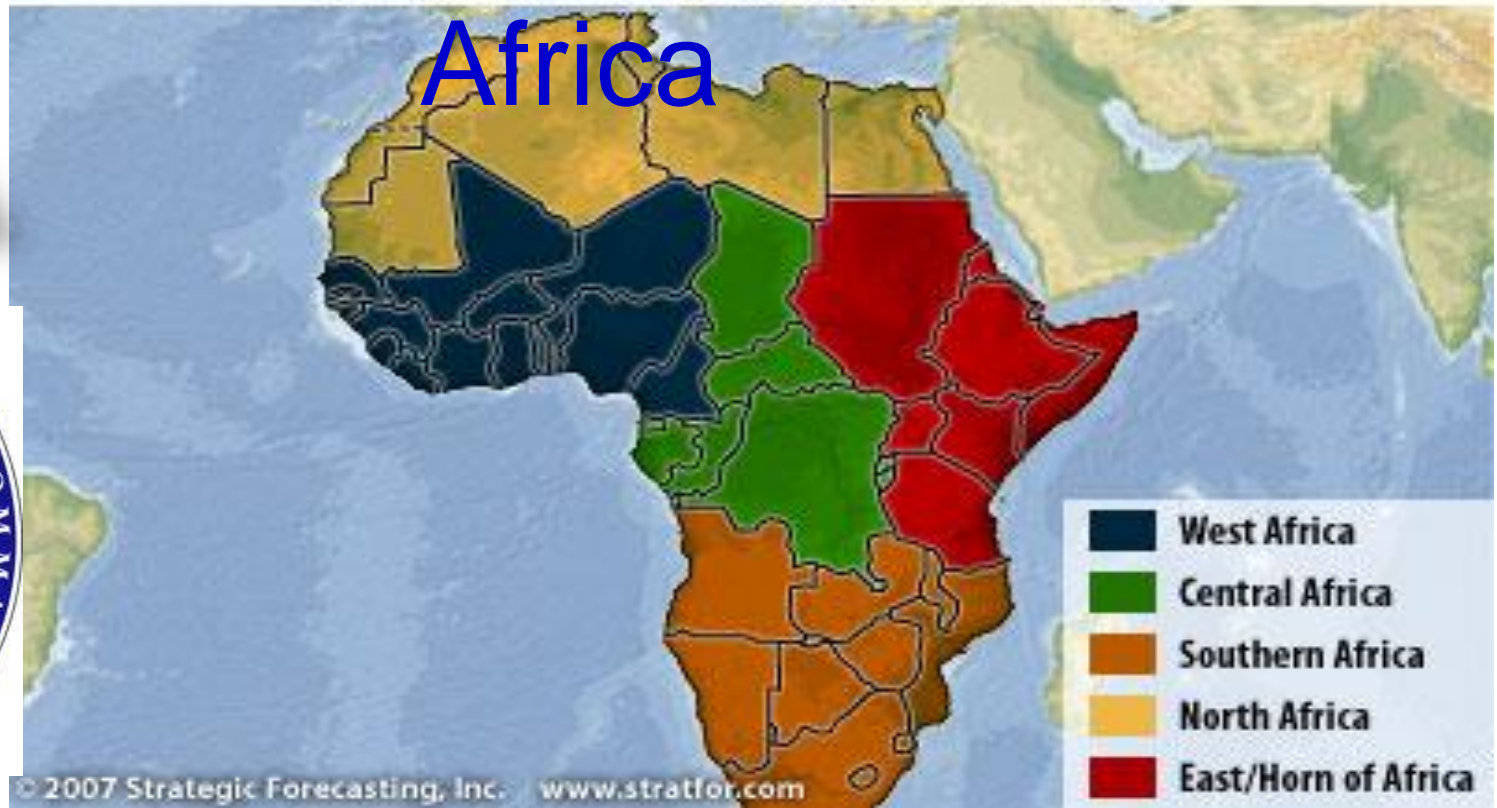 Africa
West Africa
Central Africa
Southern Africa
North Africa
East/Horn of Africa
© 2007 Strategic Forecasting, Inc. www.stratfor.com